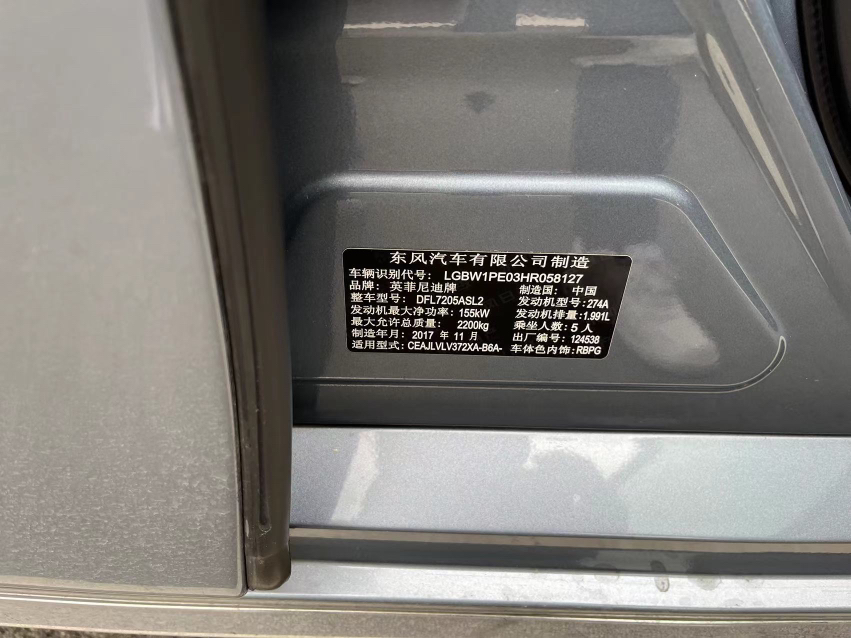 东风汽车有限公司制造
车辆识别代号: LGBW1PE03HR058127
品牌: 英菲尼迪牌 制造国: 中国
整车型号: DFL7205ASL2 发动机型号: 274A
发动机最大净功率: 155kW 发动机排量: 1.991L
最大允许总质量: 2200kg 乘坐人数: 5 人
制造年月: 2017 年 11 月 出厂编号: 124538
适用型式: CEAJLVLV372XA-B6A- 车体色内饰: RBPG